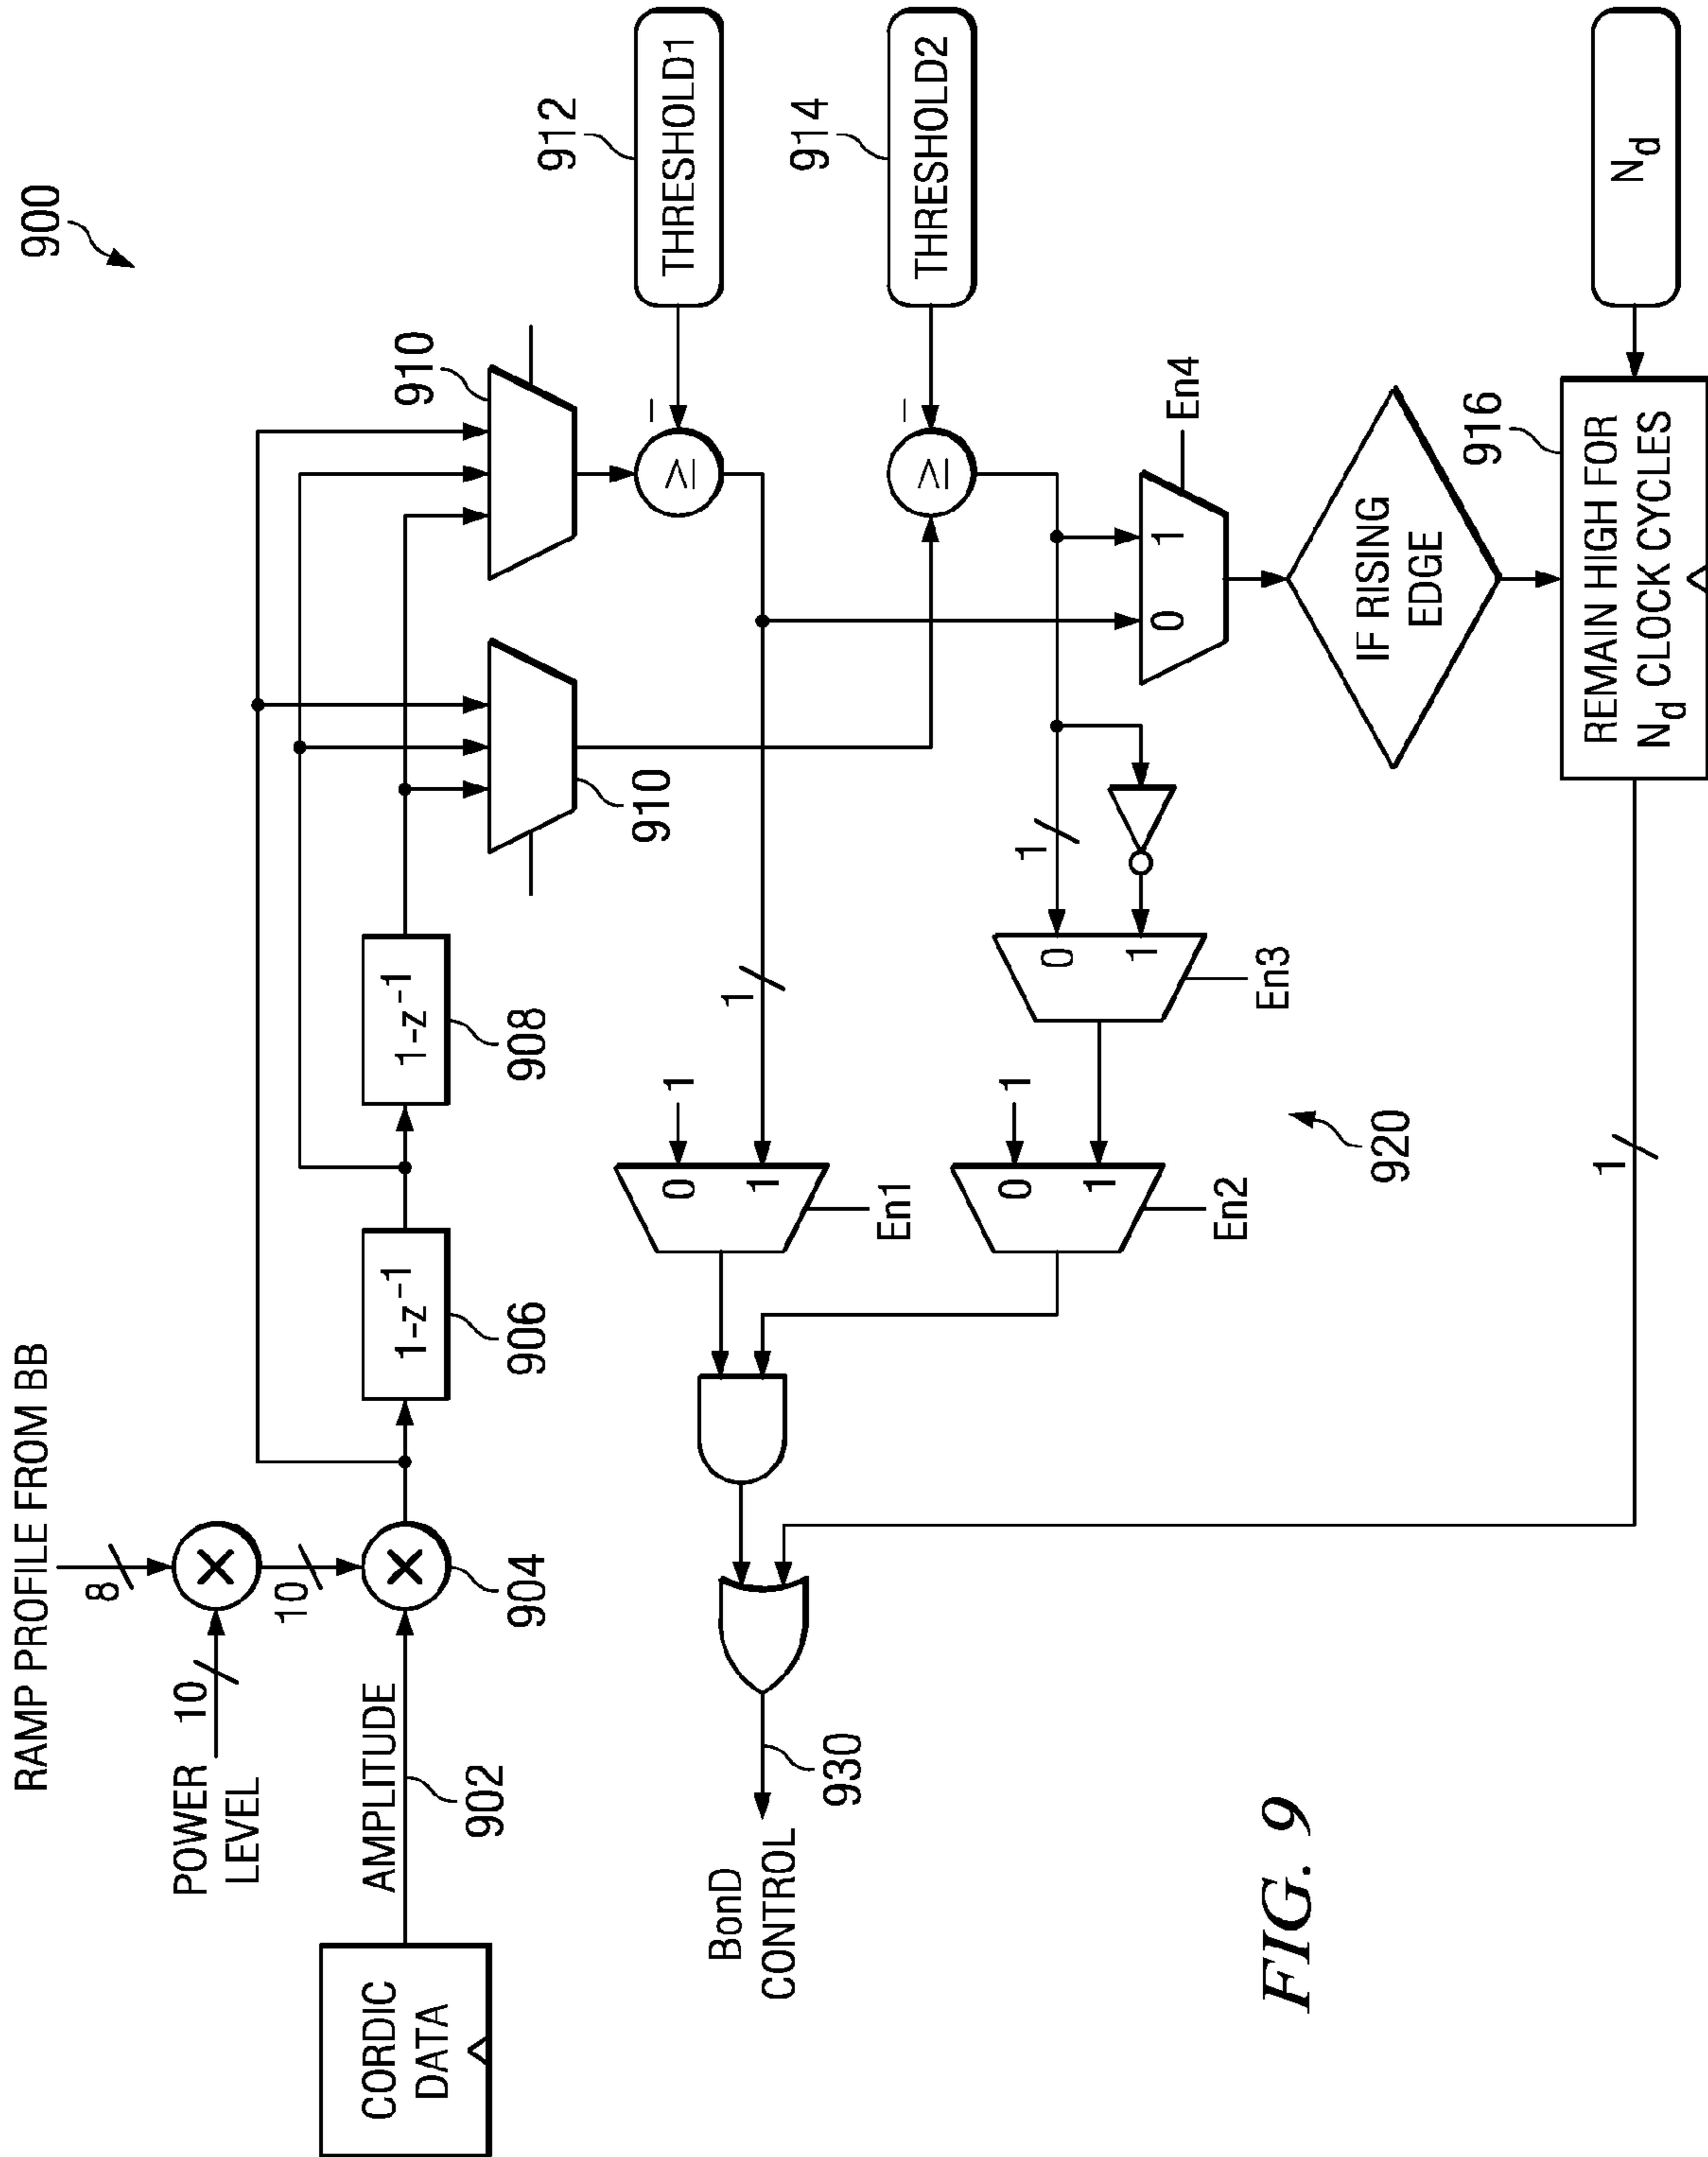 900
RAMP PROFILE FROM BB
8
POWER
LEVEL
10
10
×
×
904
CORDIC
DATA
AMPLITUDE
902
1-z⁻¹
906
1-z⁻¹
908
910
910
912
THRESHOLD1
≥
–
914
THRESHOLD2
≥
–
1
1
0
1
En1
1
0
1
En2
1
0
1
En3
0
1
En4
920
IF RISING
EDGE
REMAIN HIGH FOR
N_d CLOCK CYCLES
916
N_d
1
BonD
CONTROL
930
FIG. 9